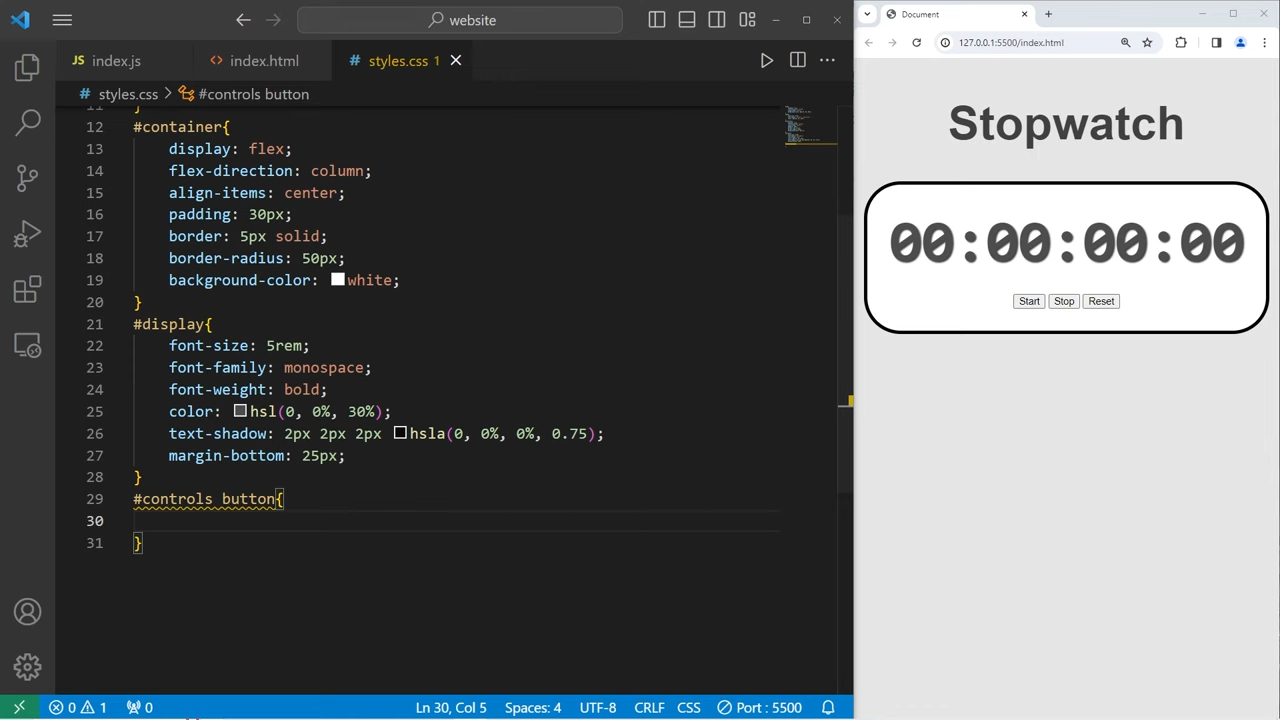 website
JS index.js
<> index.html
# styles.css 1
# styles.css > #controls button
11 }
12 #container{
13 display: flex;
14 flex-direction: column;
15 align-items: center;
16 padding: 30px;
17 border: 5px solid;
18 border-radius: 50px;
19 background-color: white;
20 }
21 #display{
22 font-size: 5rem;
23 font-family: monospace;
24 font-weight: bold;
25 color: hsl(0, 0%, 30%);
26 text-shadow: 2px 2px 2px hsla(0, 0%, 0%, 0.75);
27 margin-bottom: 25px;
28 }
29 #controls button{
30
31 }
0 1 0
Ln 30, Col 5
Spaces: 4
UTF-8
CRLF
CSS
Port : 5500
Document
127.0.0.1:5500/index.html
Stopwatch
00:00:00:00
Start Stop Reset